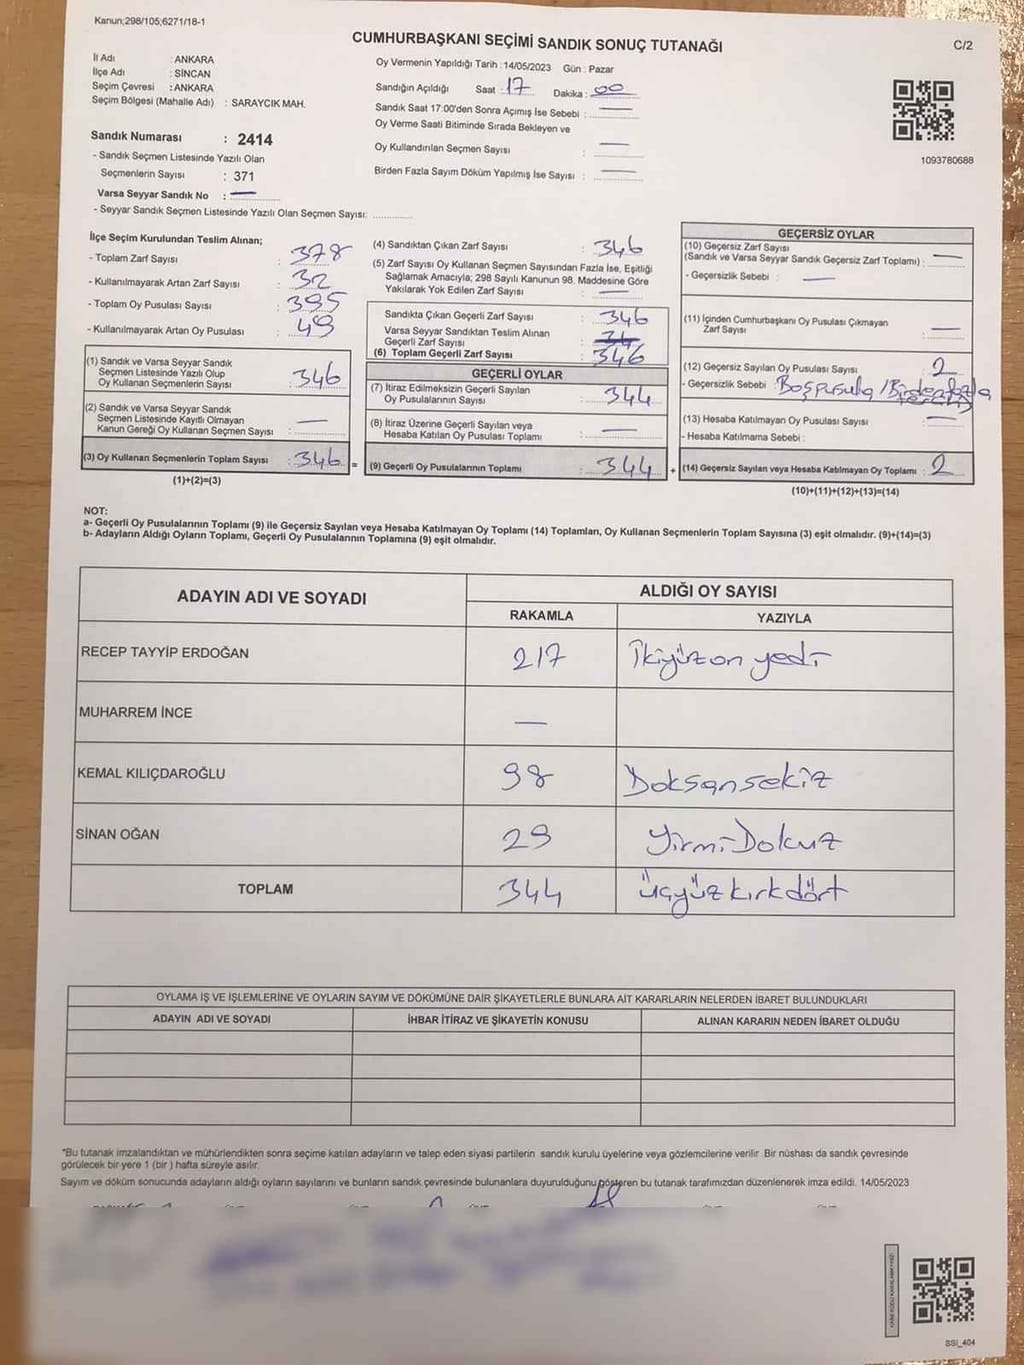 Kanun;298/105;6271/18-1
CUMHURBAŞKANI SEÇİMİ SANDIK SONUÇ TUTANAĞI
C/2
İl Adı : ANKARA
İlçe Adı : SİNCAN
Seçim Çevresi : ANKARA
Seçim Bölgesi (Mahalle Adı) : SARAYCIK MAH.
Sandık Numarası : 2414
- Sandık Seçmen Listesinde Yazılı Olan
Seçmenlerin Sayısı : 371
Varsa Seyyar Sandık No : —
- Seyyar Sandık Seçmen Listesinde Yazılı Olan Seçmen Sayısı: ............
Oy Vermenin Yapıldığı Tarih : 14/05/2023 Gün : Pazar
Sandığın Açıldığı Saat : 17 Dakika : 00
Sandık Saat 17:00'den Sonra Açımış İse Sebebi : —
Oy Verme Saati Bitiminde Sırada Bekleyen ve
Oy Kullandırılan Seçmen Sayısı : —
Birden Fazla Sayım Döküm Yapılmış İse Sayısı : —
1093780688
İlçe Seçim Kurulundan Teslim Alınan;
- Toplam Zarf Sayısı : 378
- Kullanılmayarak Artan Zarf Sayısı : 32
- Toplam Oy Pusulası Sayısı : 395
- Kullanılmayarak Artan Oy Pusulası : 49
(1) Sandık ve Varsa Seyyar Sandık
Seçmen Listesinde Yazılı Olup
Oy Kullanan Seçmenlerin Sayısı : 346
(2) Sandık ve Varsa Seyyar Sandık
Seçmen Listesinde Kayıtlı Olmayan
Kanun Gereği Oy Kullanan Seçmen Sayısı : —
(3) Oy Kullanan Seçmenlerin Toplam Sayısı : 346 =
(1)+(2)=(3)
(4) Sandıktan Çıkan Zarf Sayısı : 346
(5) Zarf Sayısı Oy Kullanan Seçmen Sayısından Fazla İse, Eşitliği
Sağlamak Amacıyla; 298 Sayılı Kanunun 98. Maddesine Göre
Yakılarak Yok Edilen Zarf Sayısı : —
Sandıkta Çıkan Geçerli Zarf Sayısı : 346
Varsa Seyyar Sandıktan Teslim Alınan
Geçerli Zarf Sayısı :
(6) Toplam Geçerli Zarf Sayısı : 346
GEÇERLİ OYLAR
(7) İtiraz Edilmeksizin Geçerli Sayılan
Oy Pusulalarının Sayısı : 344
(8) İtiraz Üzerine Geçerli Sayılan veya
Hesaba Katılan Oy Pusulası Toplamı : —
(9) Geçerli Oy Pusulalarının Toplamı : 344 +
GEÇERSİZ OYLAR
(10) Geçersiz Zarf Sayısı
(Sandık ve Varsa Seyyar Sandık Geçersiz Zarf Toplamı) : —
- Geçersizlik Sebebi : —
(11) İçinden Cumhurbaşkanı Oy Pusulası Çıkmayan
Zarf Sayısı : —
(12) Geçersiz Sayılan Oy Pusulası Sayısı : 2
- Geçersizlik Sebebi : Boş pusula / Birden fazla
(13) Hesaba Katılmayan Oy Pusulası Sayısı : —
- Hesaba Katılmama Sebebi :
(14) Geçersiz Sayılan veya Hesaba Katılmayan Oy Toplamı : 2
(10)+(11)+(12)+(13)=(14)
NOT:
a- Geçerli Oy Pusulalarının Toplamı (9) ile Geçersiz Sayılan veya Hesaba Katılmayan Oy Toplamı (14) Toplamları, Oy Kullanan Seçmenlerin Toplam Sayısına (3) eşit olmalıdır. (9)+(14)=(3)
b- Adayların Aldığı Oyların Toplamı, Geçerli Oy Pusulalarının Toplamına (9) eşit olmalıdır.
ADAYIN ADI VE SOYADI ALDIĞI OY SAYISI
RAKAMLA YAZIYLA
RECEP TAYYİP ERDOĞAN 217 İkiyüzon yedi
MUHARREM İNCE —
KEMAL KILIÇDAROĞLU 98 Doksansekiz
SİNAN OĞAN 29 Yirmi Dokuz
TOPLAM 344 üçyüz kırk dört
OYLAMA İŞ VE İŞLEMLERİNE VE OYLARIN SAYIM VE DÖKÜMÜNE DAİR ŞİKAYETLERLE BUNLARA AİT KARARLARIN NELERDEN İBARET BULUNDUKLARI
ADAYIN ADI VE SOYADI İHBAR İTİRAZ VE ŞİKAYETİN KONUSU ALINAN KARARIN NEDEN İBARET OLDUĞU
*Bu tutanak imzalandıktan ve mühürlendikten sonra seçime katılan adayların ve talep eden siyasi partilerin sandık kurulu üyelerine veya gözlemcilerine verilir. Bir nüshası da sandık çevresinde
görülecek bir yere 1 (bir ) hafta süreyle asılır.
Sayım ve döküm sonucunda adayların aldığı oyların sayılarını ve bunların sandık çevresinde bulunanlara duyurulduğunu gösteren bu tutanak tarafımızdan düzenlenerek imza edildi. 14/05/2023
SSI_404